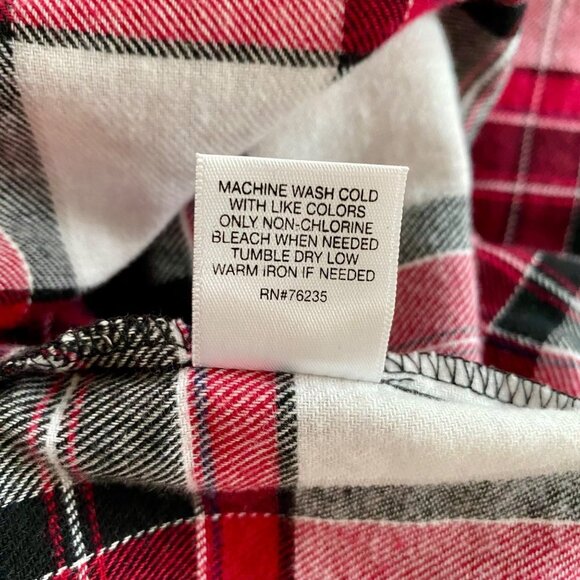 MACHINE WASH COLD
WITH LIKE COLORS
ONLY NON-CHLORINE
BLEACH WHEN NEEDED
TUMBLE DRY LOW
WARM IRON IF NEEDED
RN#76235